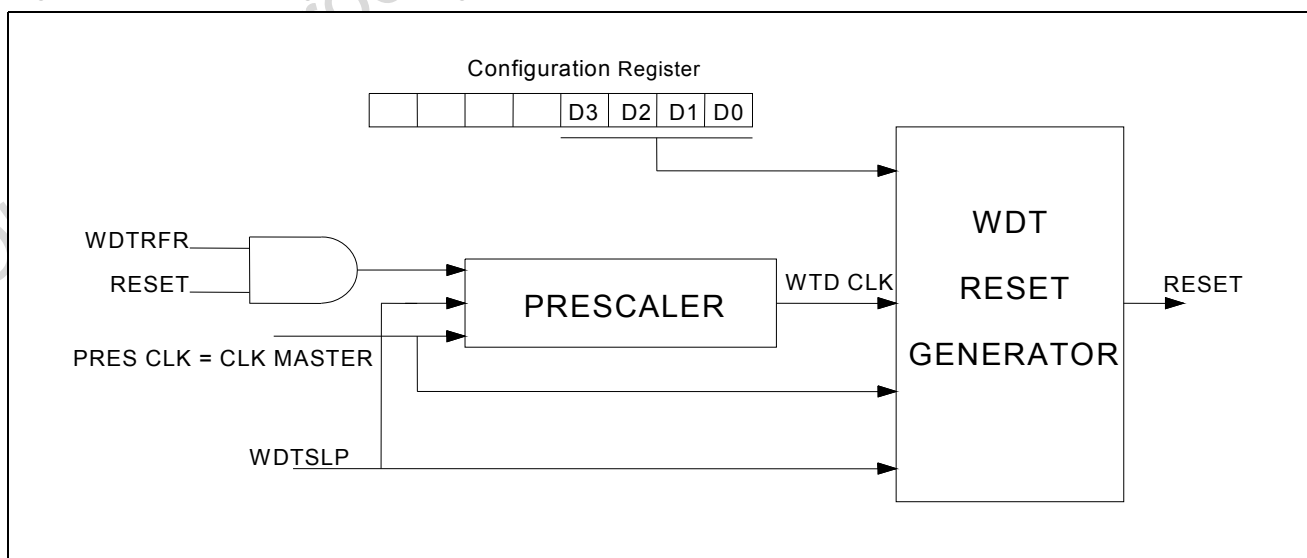 Configuration Register
D3 D2 D1 D0
WDT
RESET
GENERATOR
WDTRFR
RESET
PRESCALER
WTD CLK
RESET
PRES CLK = CLK MASTER
WDTSLP